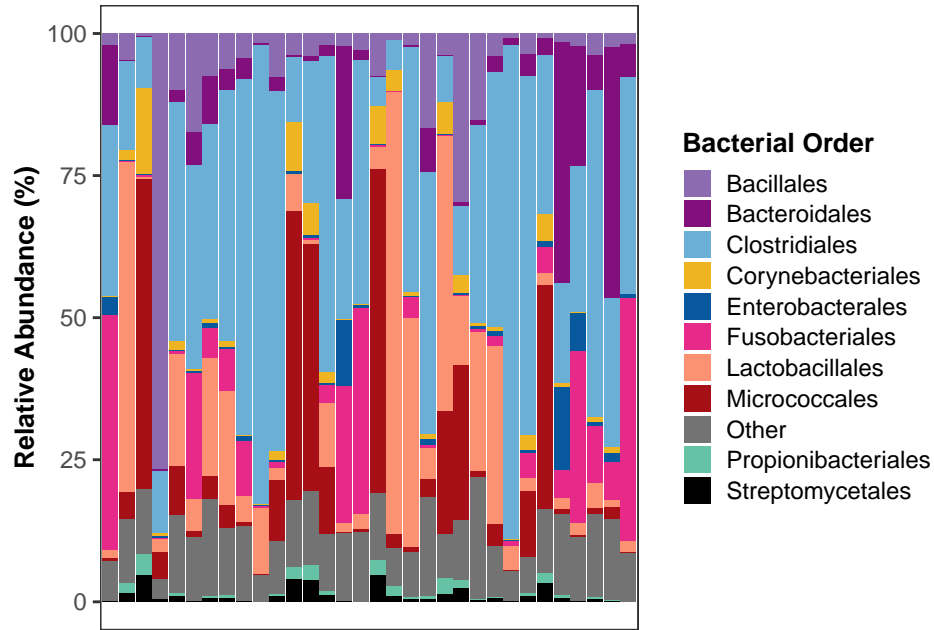 Relative Abundance (%)
100
75
50
25
0
Bacterial Order
Bacillales
Bacteroidales
Clostridiales
Corynebacteriales
Enterobacterales
Fusobacteriales
Lactobacillales
Micrococcales
Other
Propionibacteriales
Streptomycetales